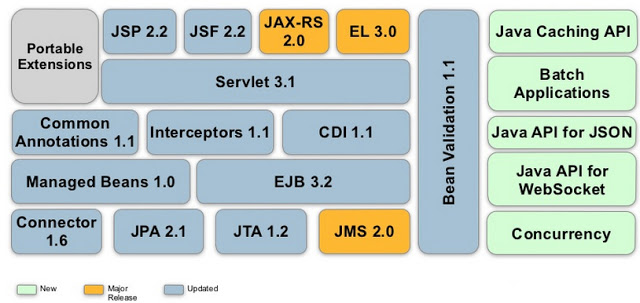 Portable
Extensions
JSP 2.2
JSF 2.2
JAX-RS
2.0
EL 3.0
Servlet 3.1
Common
Annotations 1.1
Interceptors 1.1
CDI 1.1
Managed Beans 1.0
EJB 3.2
Connector
1.6
JPA 2.1
JTA 1.2
JMS 2.0
Bean Validation 1.1
Java Caching API
Batch
Applications
Java API for JSON
Java API for
WebSocket
Concurrency
New
Major
Release
Updated